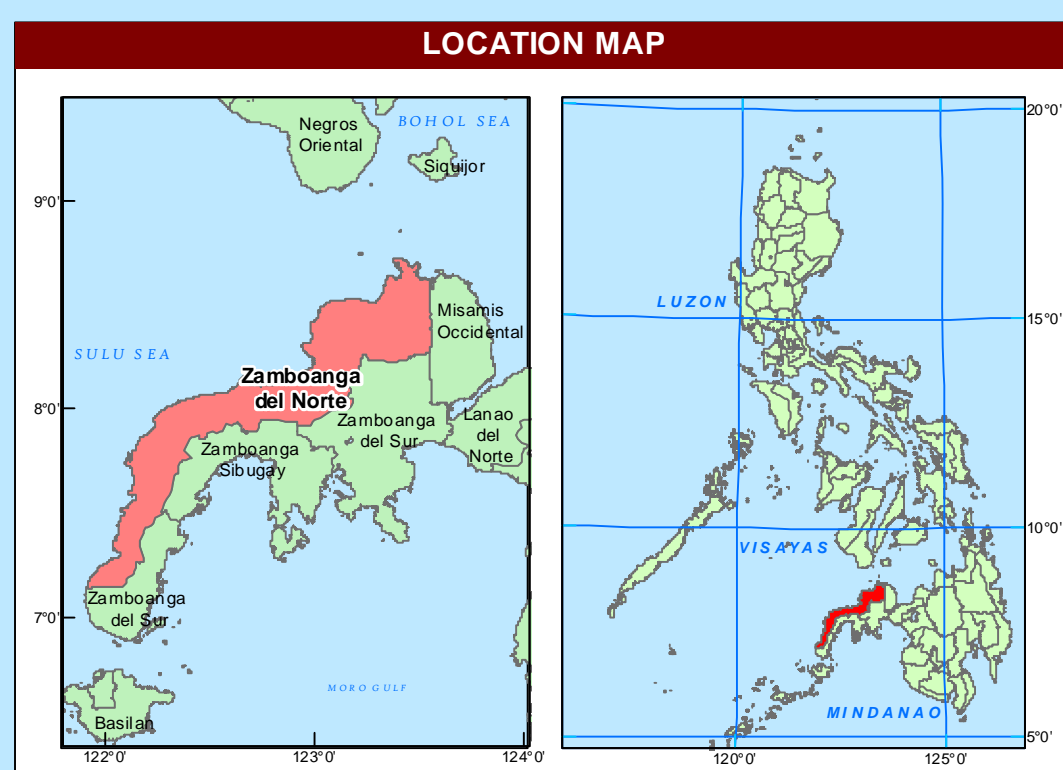 LOCATION MAP
Negros
Oriental
BOHOL SEA
Siquijor
9°0'
Misamis
Occidental
SULU SEA
Zamboanga
del Norte
8°0'
Zamboanga
del Sur
Lanao
del
Norte
Zamboanga
Sibugay
Zamboanga
del Sur
7°0'
MORO GULF
Basilan
122°0'
123°0'
124°0'
20°0'
LUZON
15°0'
10°0'
VISAYAS
MINDANAO
5°0'
120°0'
125°0'